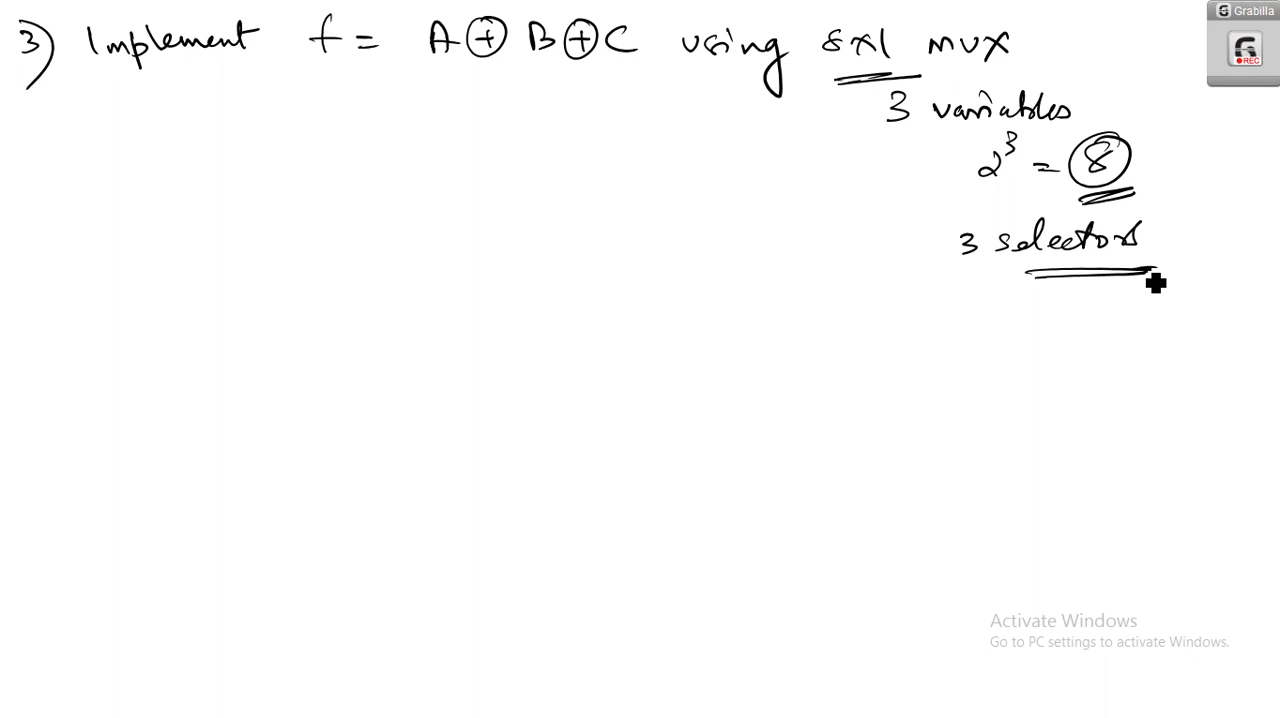 3) Implement f = A ⊕ B ⊕ C using 8x1 mux
3 variables
2³ = 8
3 selectors
Grabilla
REC
Activate Windows
Go to PC settings to activate Windows.